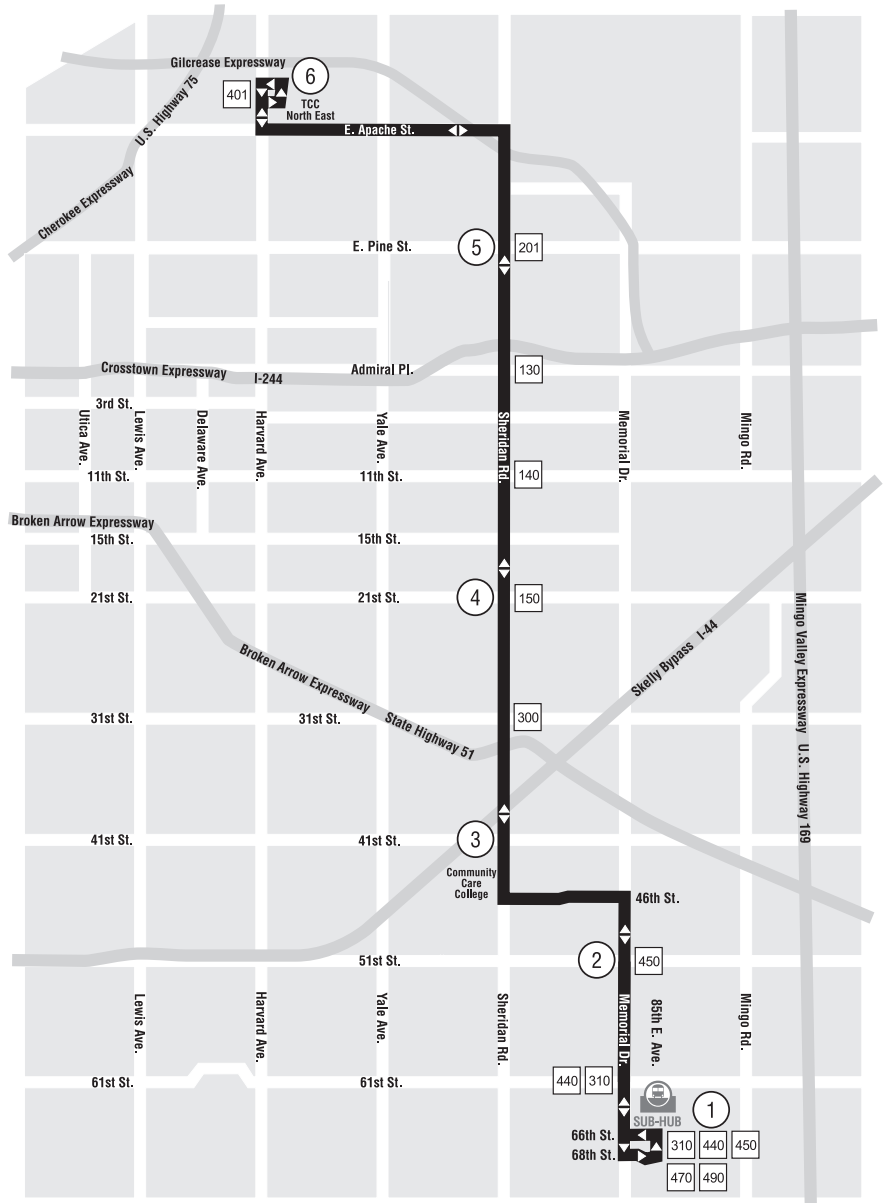 Gilcrease Expressway
6
401
TCC
North East
U.S. Highway 75
E. Apache St.
Cherokee Expressway
E. Pine St.
5
201
Crosstown Expressway
I-244
Admiral Pl.
130
3rd St.
Utica Ave.
Lewis Ave.
Delaware Ave.
Harvard Ave.
Yale Ave.
Sheridan Rd.
Memorial Dr.
Mingo Rd.
11th St.
11th St.
140
Broken Arrow Expressway
15th St.
15th St.
21st St.
21st St.
4
150
Mingo Valley Expressway U.S. Highway 169
Skelly Bypass I-44
Broken Arrow Expressway State Highway 51
31st St.
31st St.
300
41st St.
41st St.
3
Community
Care
College
46th St.
51st St.
2
450
Lewis Ave.
Harvard Ave.
Yale Ave.
Sheridan Rd.
Memorial Dr.
85th E. Ave.
Mingo Rd.
61st St.
61st St.
440
310
SUB-HUB
1
66th St.
68th St.
310
440
450
470
490